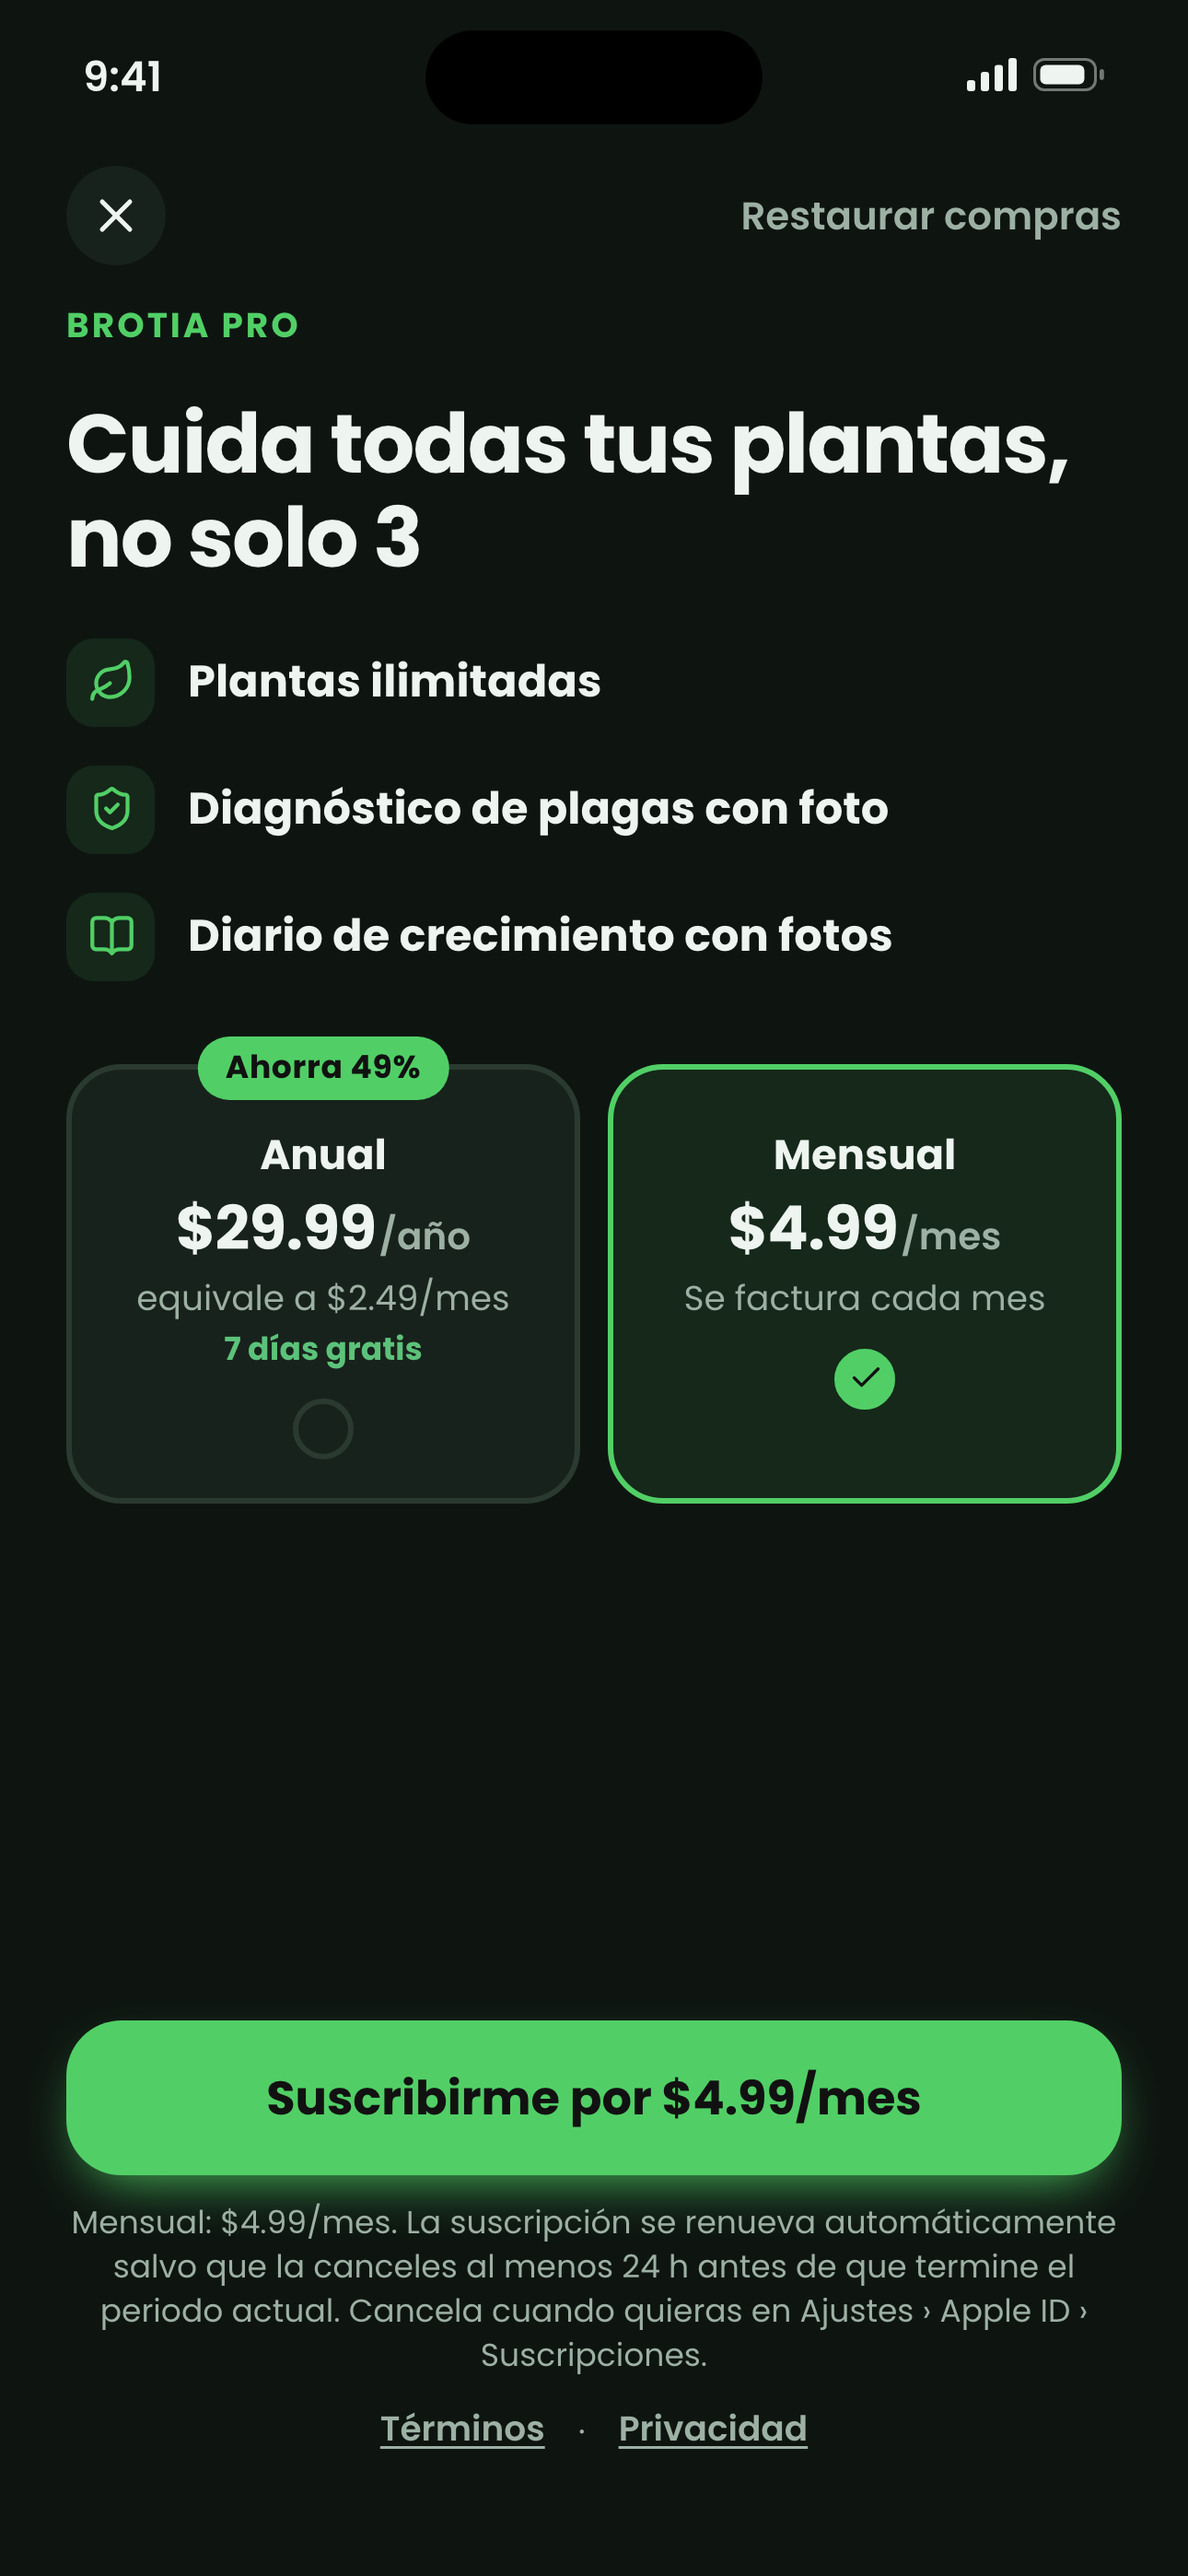 9:41
Restaurar compras
BROTIA PRO
Cuida todas tus plantas,
no solo 3
Plantas ilimitadas
Diagnóstico de plagas con foto
Diario de crecimiento con fotos
Ahorra 49%
Anual
$29.99/año
equivale a $2.49/mes
7 días gratis
Mensual
$4.99/mes
Se factura cada mes
Suscribirme por $4.99/mes
Mensual: $4.99/mes. La suscripción se renueva automáticamente
salvo que la canceles al menos 24 h antes de que termine el
periodo actual. Cancela cuando quieras en Ajustes › Apple ID ›
Suscripciones.
Términos · Privacidad